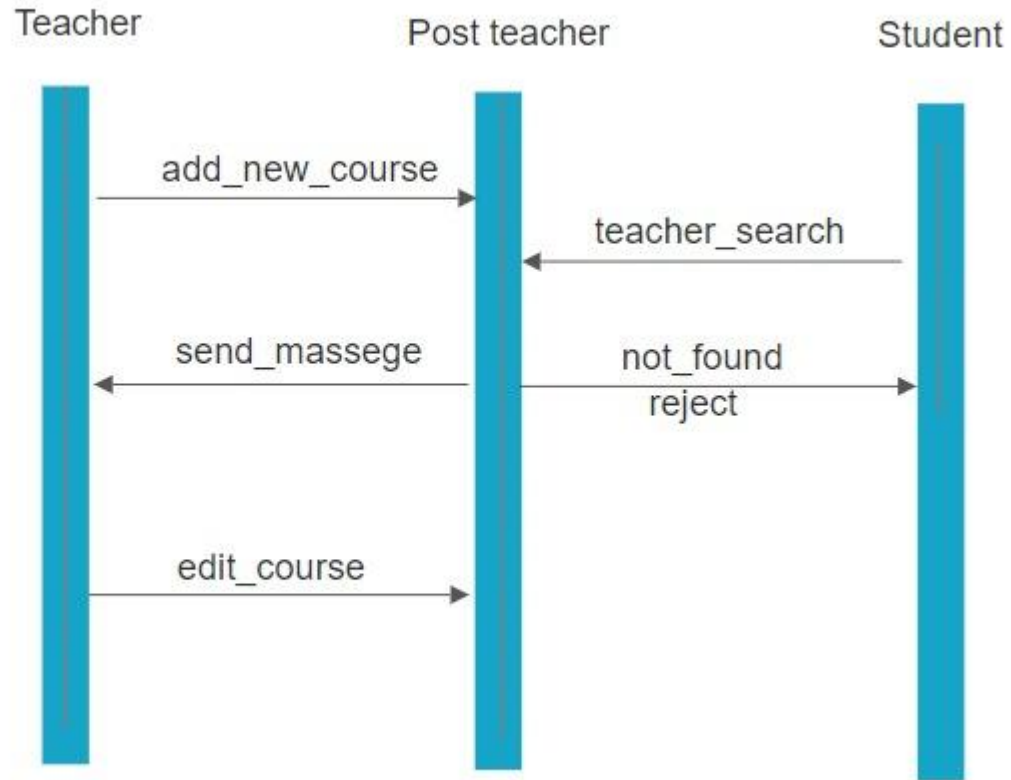 Teacher
Post teacher
Student
add_new_course
teacher_search
send_massege
not_found
reject
edit_course